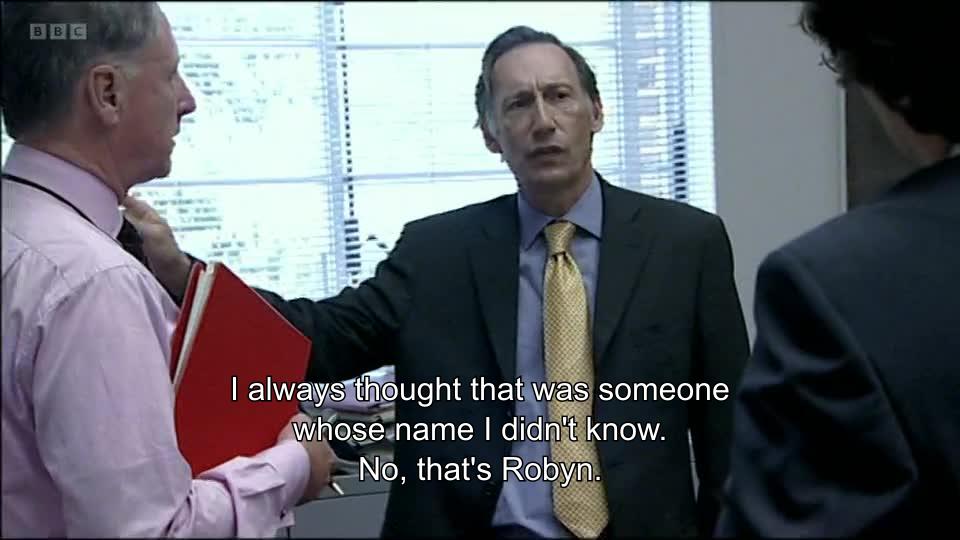 BBC
I always thought that was someone
whose name I didn't know.
No, that's Robyn.